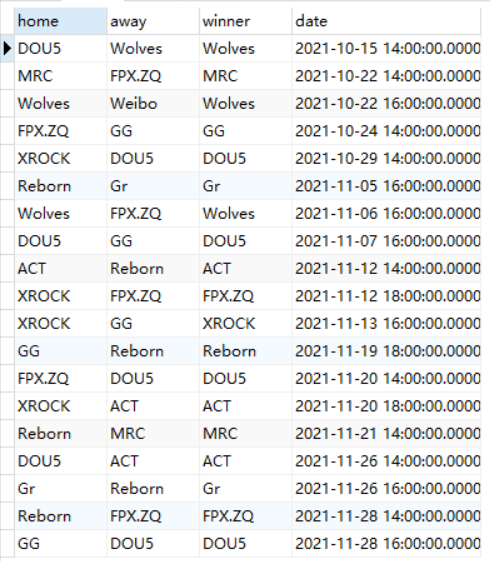 home away winner date
DOU5 Wolves Wolves 2021-10-15 14:00:00.0000
MRC FPX.ZQ MRC 2021-10-22 14:00:00.0000
Wolves Weibo Wolves 2021-10-22 16:00:00.0000
FPX.ZQ GG GG 2021-10-24 14:00:00.0000
XROCK DOU5 DOU5 2021-10-29 14:00:00.0000
Reborn Gr Gr 2021-11-05 16:00:00.0000
Wolves FPX.ZQ Wolves 2021-11-06 16:00:00.0000
DOU5 GG DOU5 2021-11-07 16:00:00.0000
ACT Reborn ACT 2021-11-12 14:00:00.0000
XROCK FPX.ZQ FPX.ZQ 2021-11-12 18:00:00.0000
XROCK GG XROCK 2021-11-13 16:00:00.0000
GG Reborn Reborn 2021-11-19 18:00:00.0000
FPX.ZQ DOU5 DOU5 2021-11-20 14:00:00.0000
XROCK ACT ACT 2021-11-20 18:00:00.0000
Reborn MRC MRC 2021-11-21 14:00:00.0000
DOU5 ACT ACT 2021-11-26 14:00:00.0000
Gr Reborn Gr 2021-11-26 16:00:00.0000
Reborn FPX.ZQ FPX.ZQ 2021-11-28 14:00:00.0000
GG DOU5 DOU5 2021-11-28 16:00:00.0000